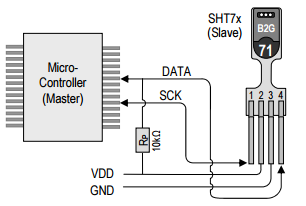 SHT7x
(Slave)
B2G
71
Micro-
Controller
(Master)
DATA
SCK
1 2 3 4
RP
10kΩ
VDD
GND